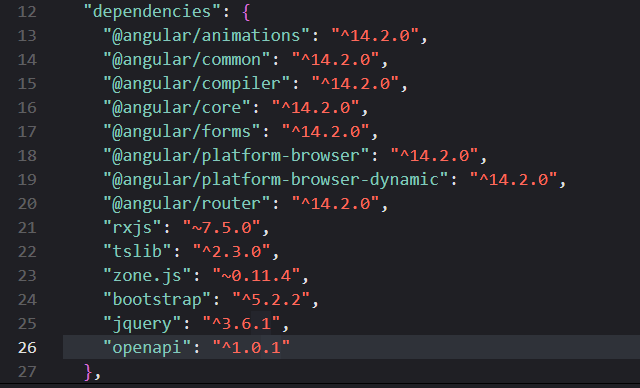 12 "dependencies": {
13 "@angular/animations": "^14.2.0",
14 "@angular/common": "^14.2.0",
15 "@angular/compiler": "^14.2.0",
16 "@angular/core": "^14.2.0",
17 "@angular/forms": "^14.2.0",
18 "@angular/platform-browser": "^14.2.0",
19 "@angular/platform-browser-dynamic": "^14.2.0",
20 "@angular/router": "^14.2.0",
21 "rxjs": "~7.5.0",
22 "tslib": "^2.3.0",
23 "zone.js": "~0.11.4",
24 "bootstrap": "^5.2.2",
25 "jquery": "^3.6.1",
26 "openapi": "^1.0.1"
27 },